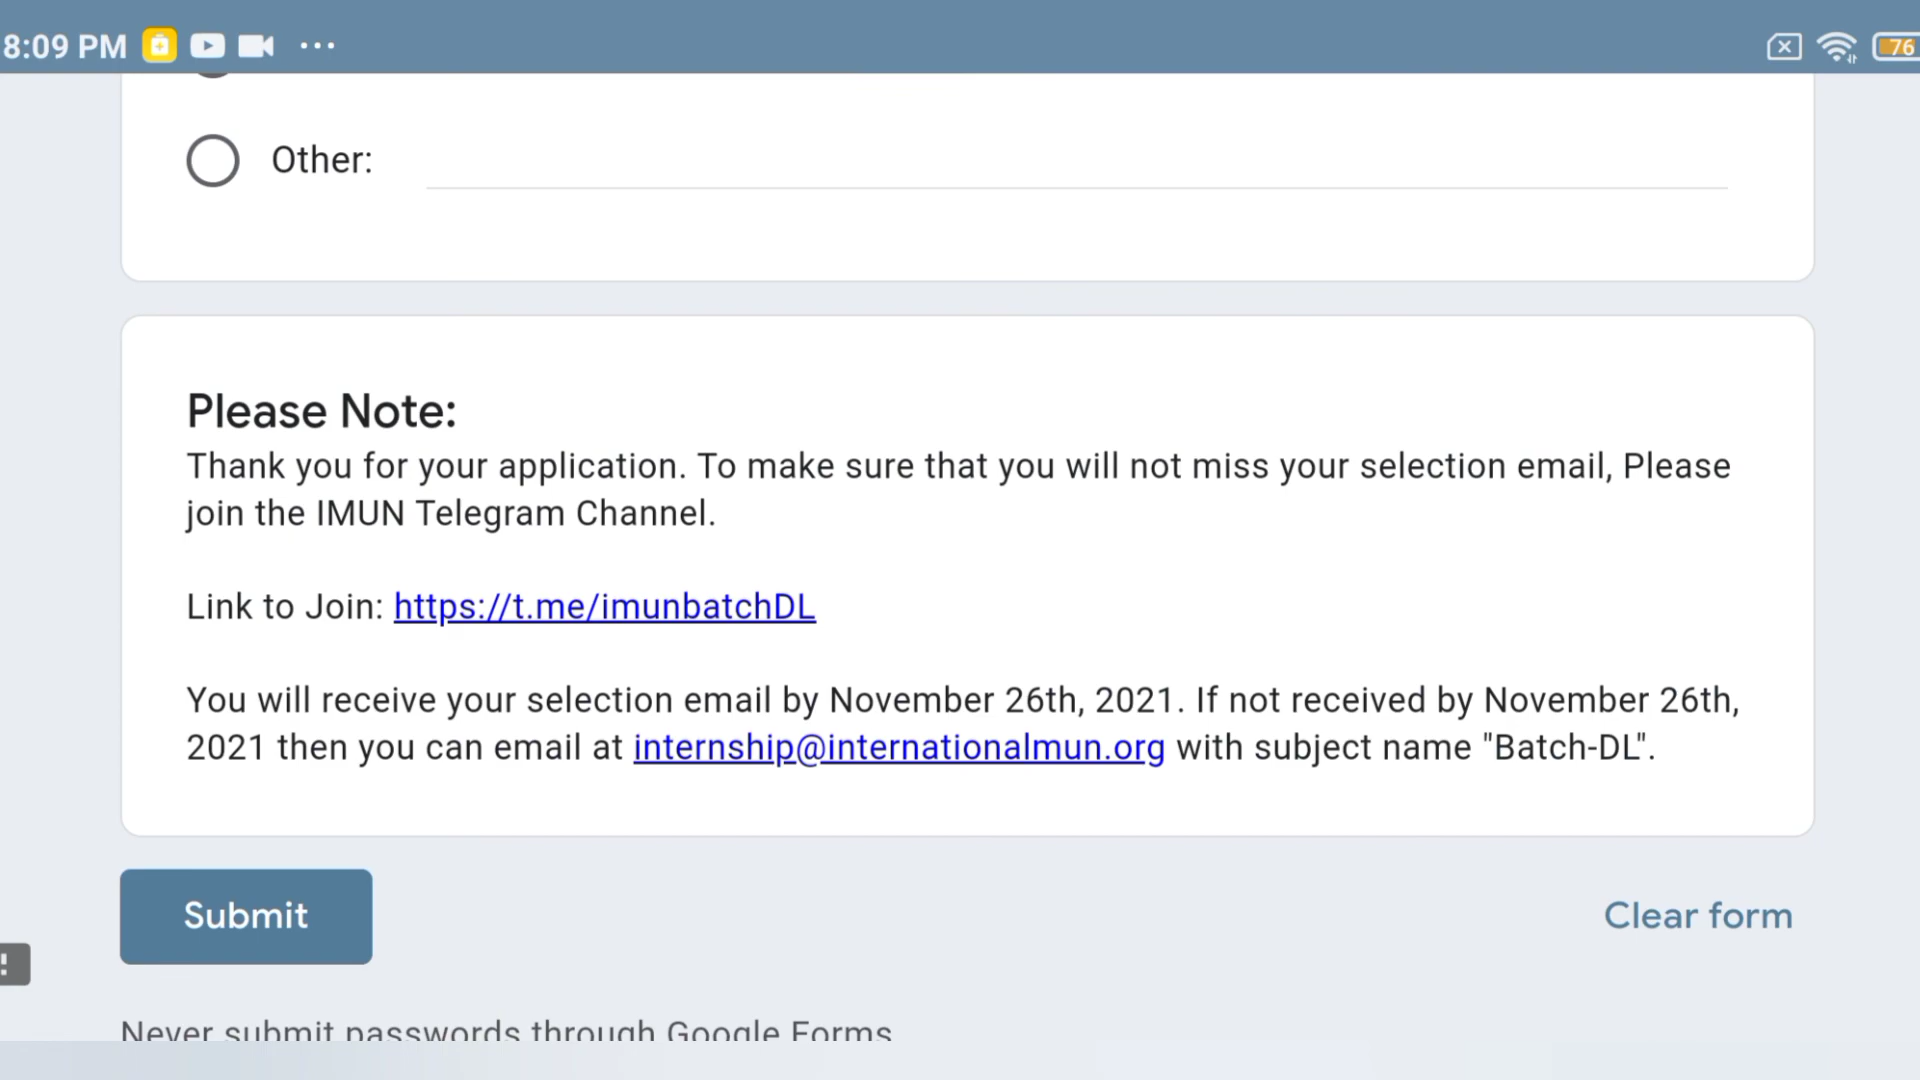 8:09 PM
76
Other:
Please Note:
Thank you for your application. To make sure that you will not miss your selection email, Please
join the IMUN Telegram Channel.
Link to Join: https://t.me/imunbatchDL
You will receive your selection email by November 26th, 2021. If not received by November 26th,
2021 then you can email at internship@internationalmun.org with subject name "Batch-DL".
Submit
Clear form
Never submit passwords through Google Forms